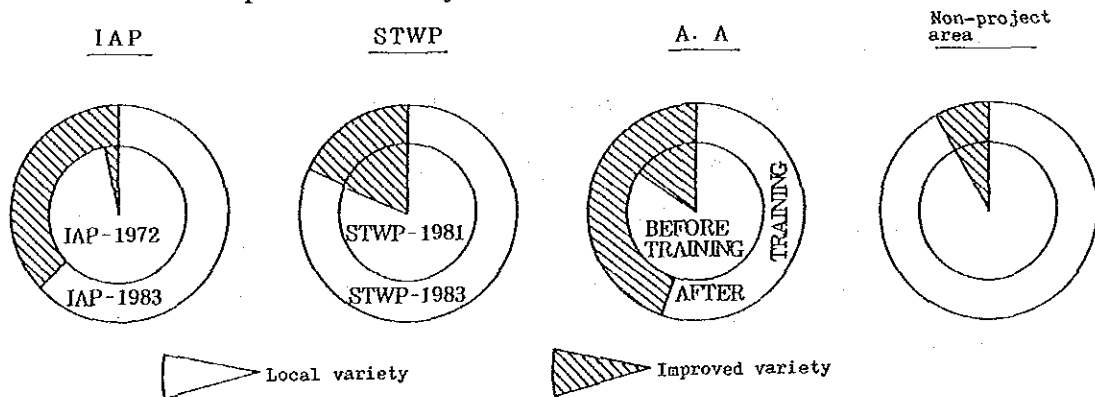 IAP
STWP
A. A
Non-project
area
IAP-1972
IAP-1983
STWP-1981
STWP-1983
BEFORE
TRAINING
AFTER
TRAINING
Local variety
Improved variety